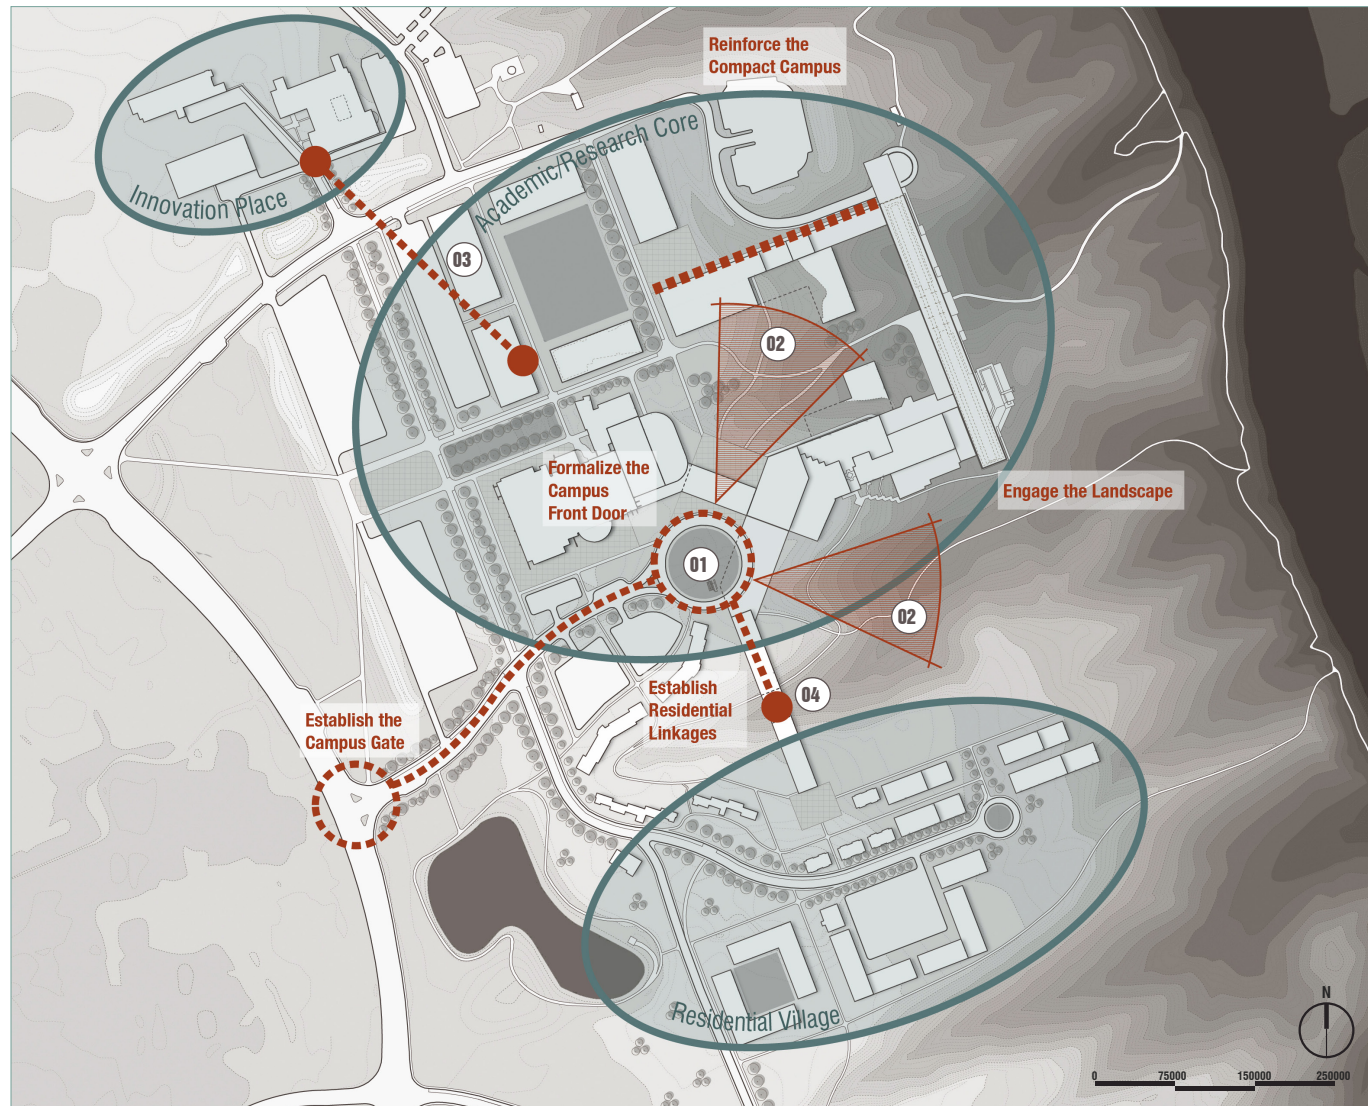 Reinforce the
Compact Campus
Academic/Research Core
Innovation Place
03
02
Formalize the
Campus
Front Door
Engage the Landscape
01
02
Establish
Residential
Linkages
04
Establish the
Campus Gate
Residential Village
N
0 75000 150000 250000